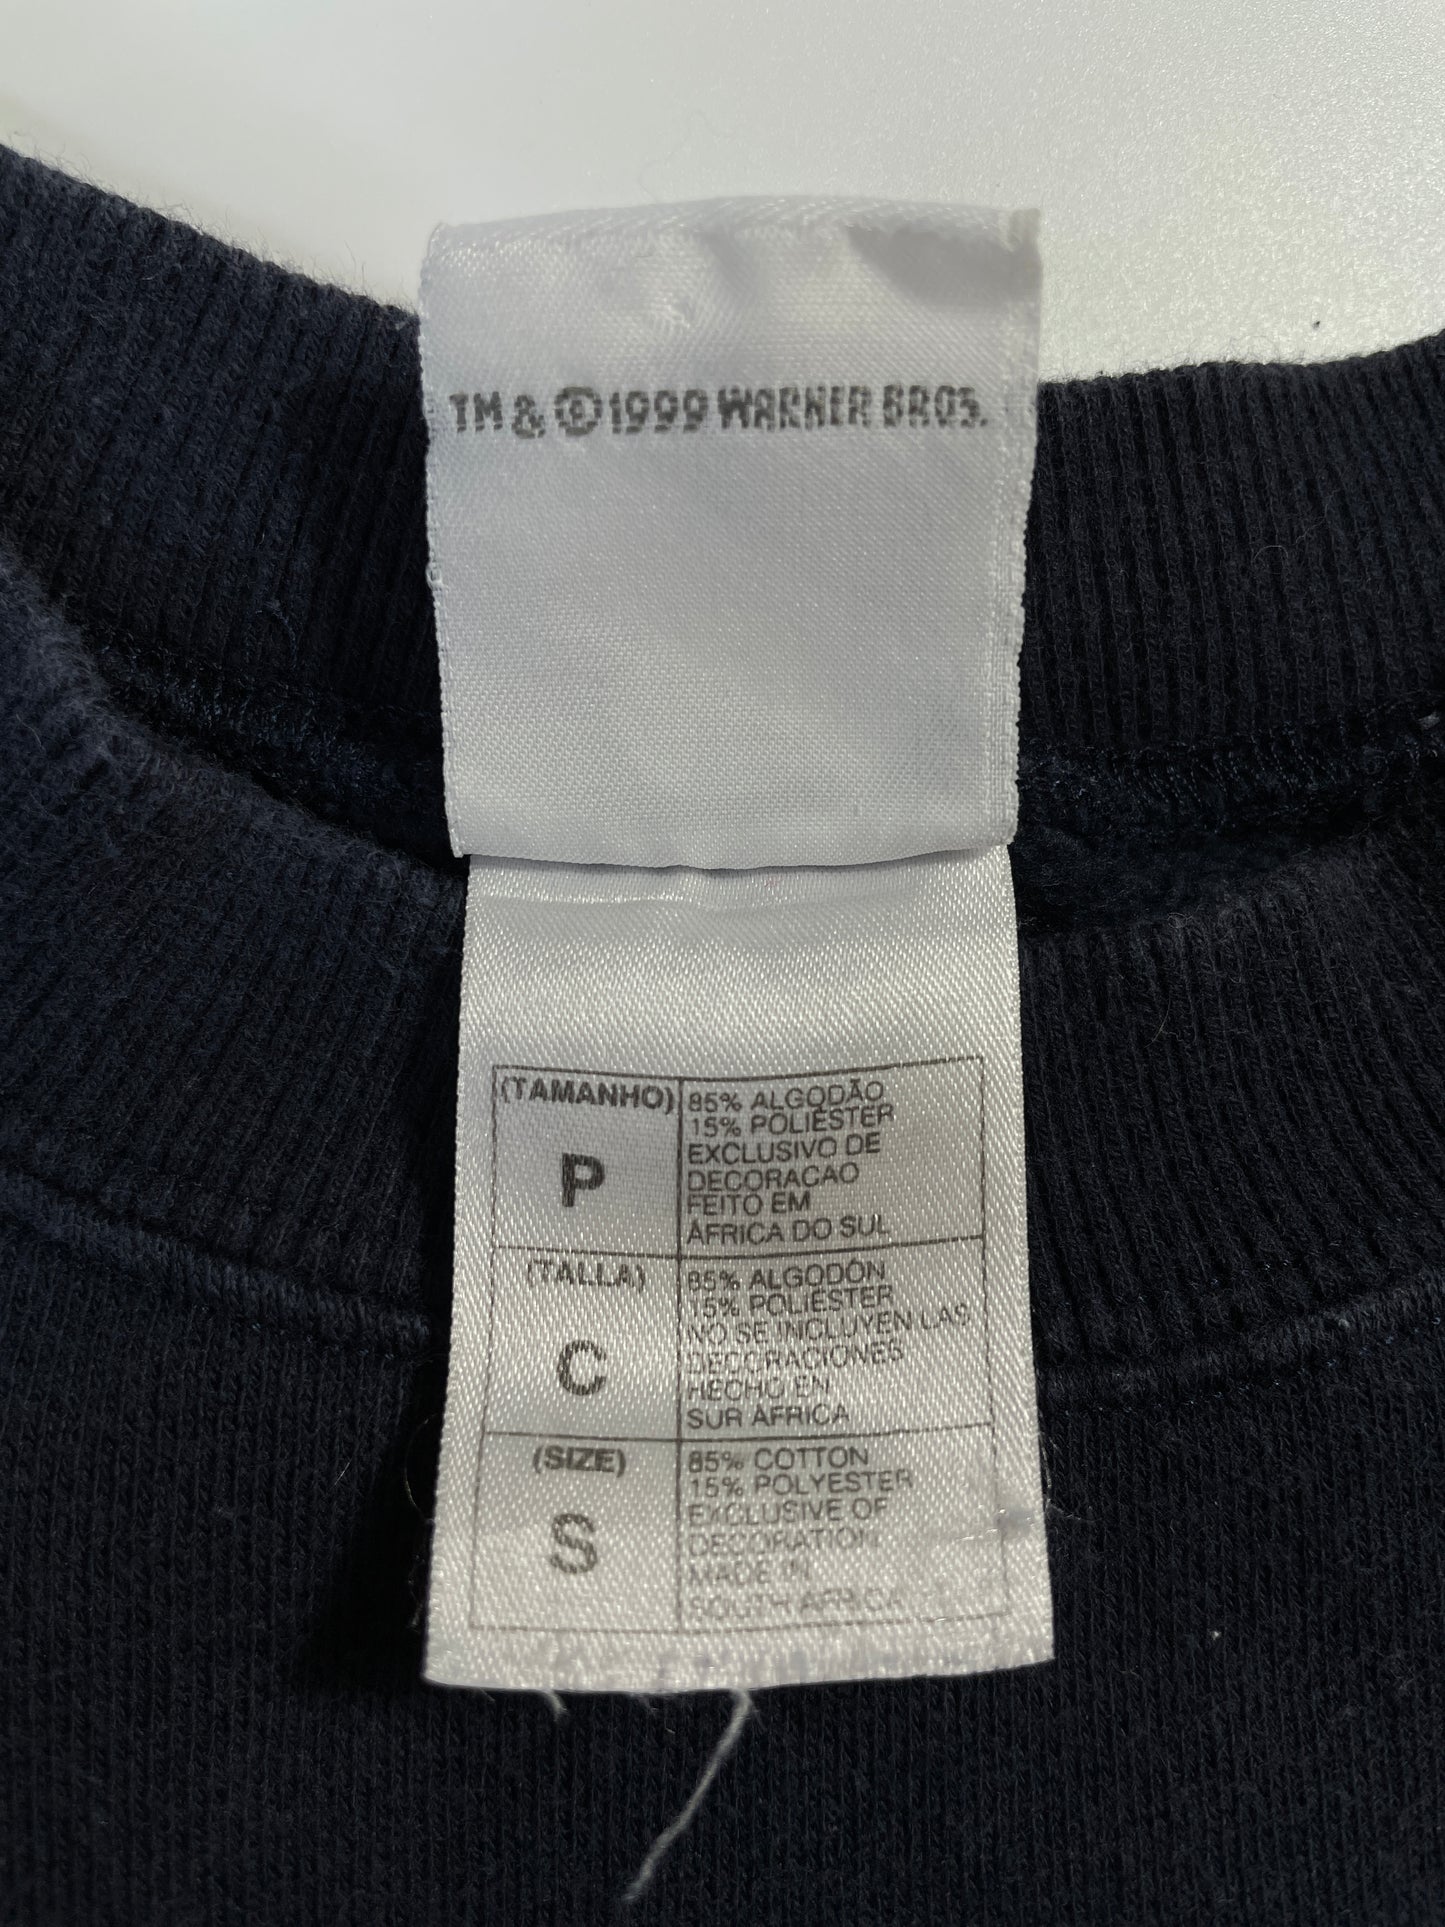 TM & © 1999 WARNER BROS.
(TAMANHO)
P
85% ALGODÃO
15% POLIÉSTER
EXCLUSIVO DE
DECORACAO
FEITO EM
ÁFRICA DO SUL
(TALLA)
C
85% ALGODÓN
15% POLIÉSTER
NO SE INCLUYEN LAS
DECORACIONES
HECHO EN
SUR AFRICA
(SIZE)
S
85% COTTON
15% POLYESTER
EXCLUSIVE OF
DECORATION
MADE IN
SOUTH AFRICA